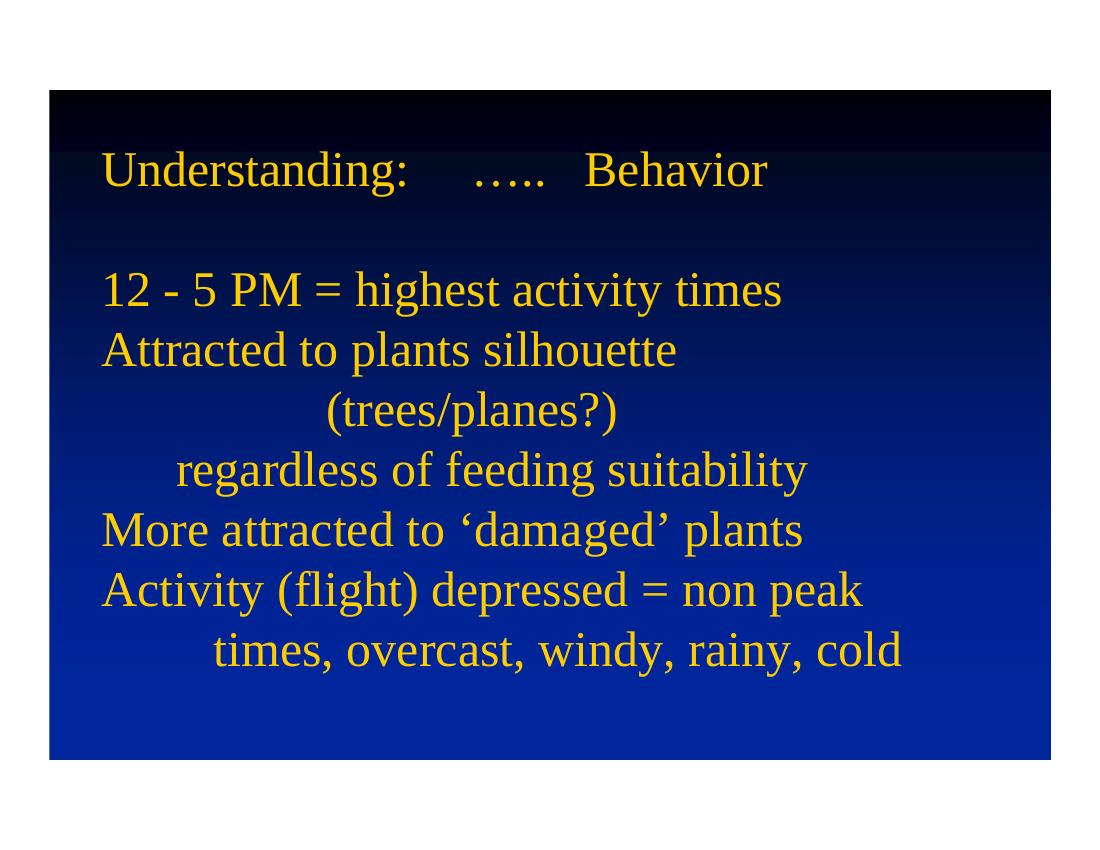 Understanding: ….. Behavior
12 - 5 PM = highest activity times
Attracted to plants silhouette
(trees/planes?)
regardless of feeding suitability
More attracted to ‘damaged’ plants
Activity (flight) depressed = non peak
times, overcast, windy, rainy, cold